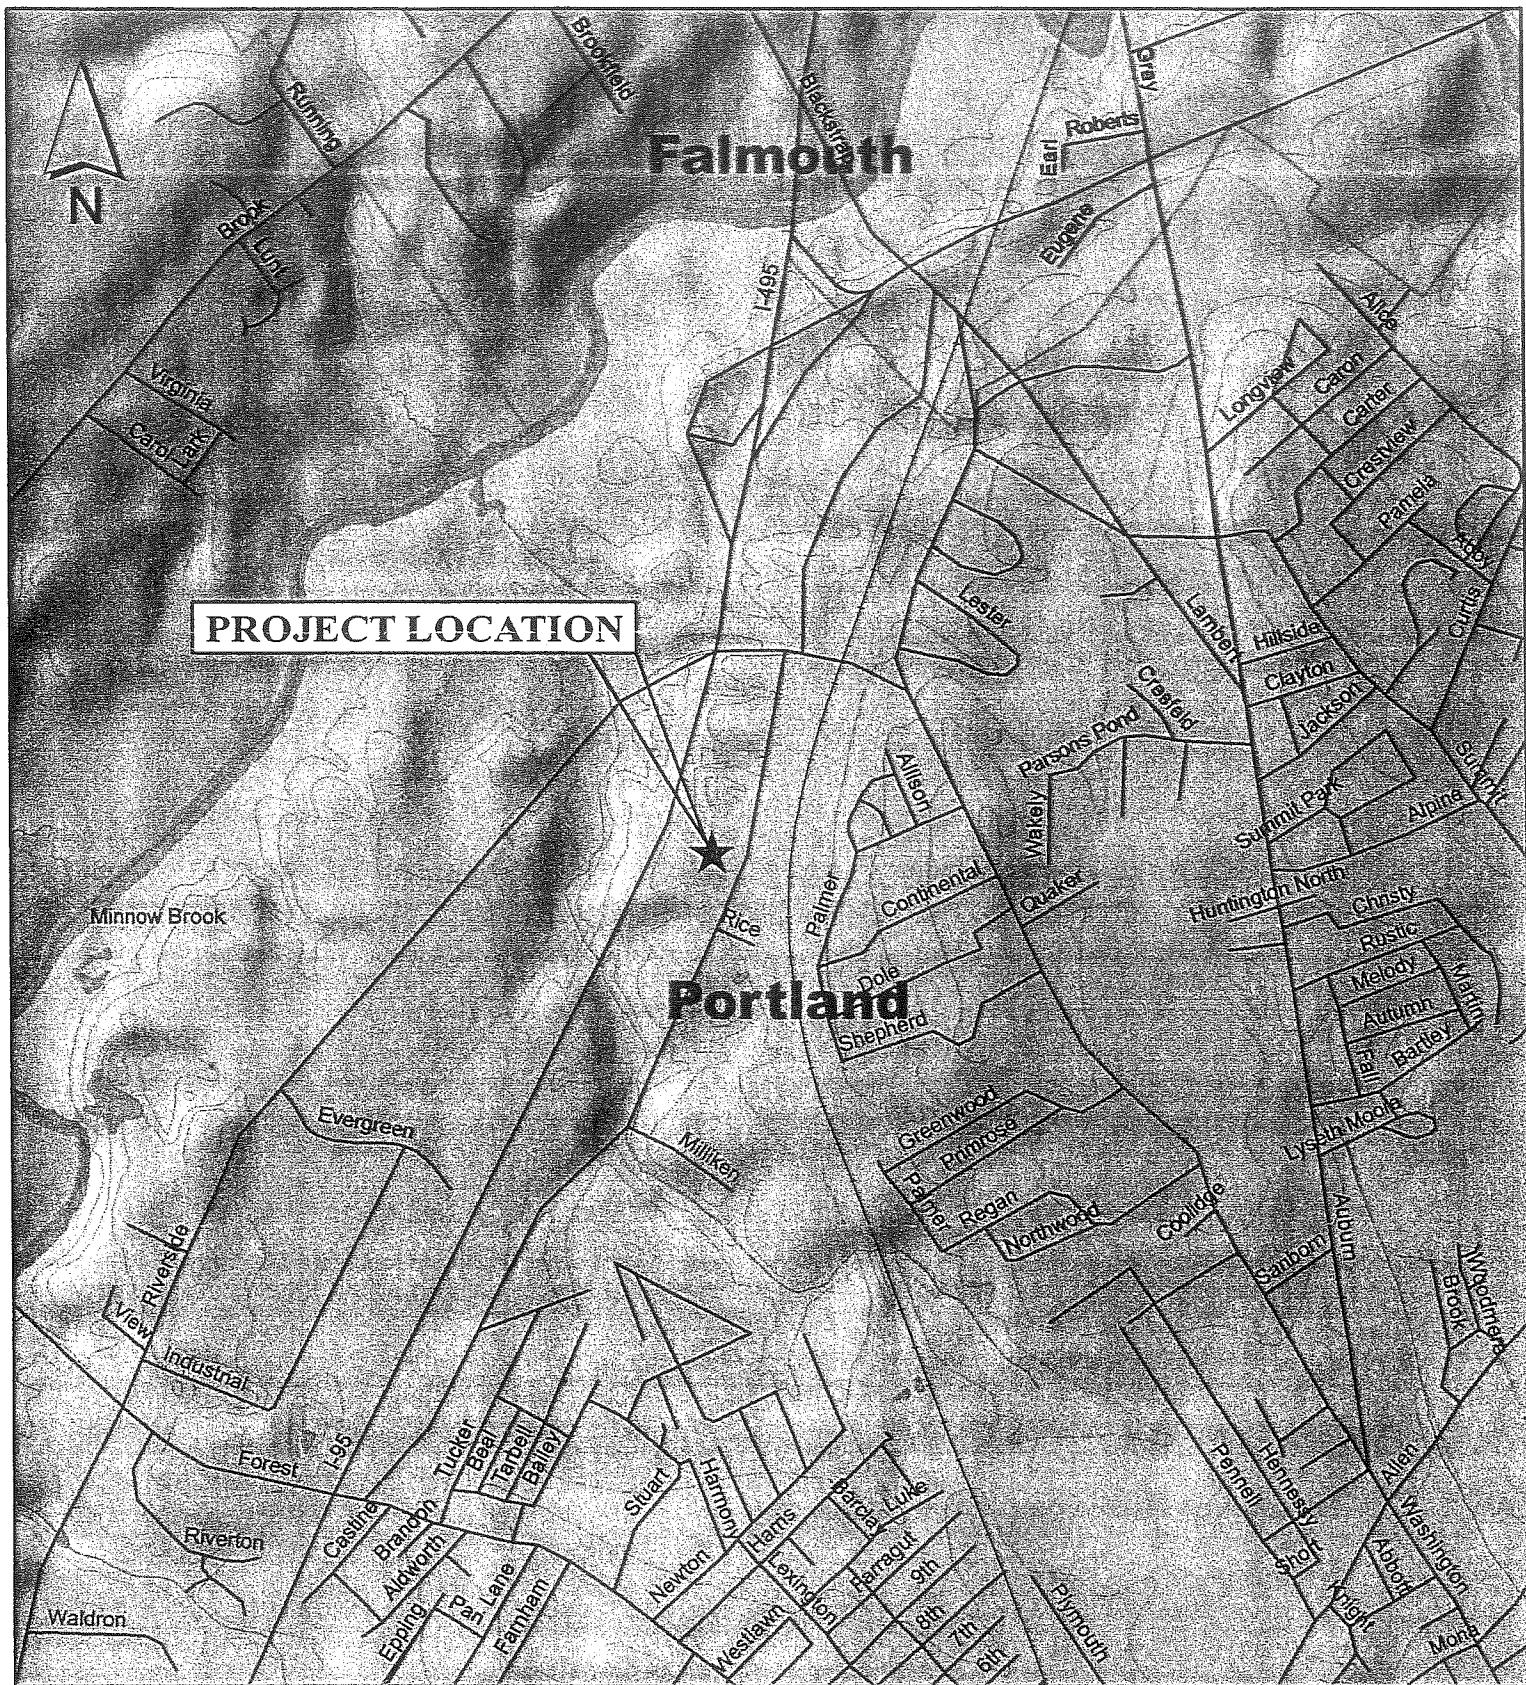 Brookfield
Gray
Running
Blackstrap
Roberts
Falmouth
Earl
N
Brook
Eugene
Lunt
I-495
Alice
Longview
Caron
Virginia
Carter
Carol
Lark
Crestview
Pamela
Abby
Curtis
Lester
PROJECT LOCATION
Lambert
Hillside
Clayton
Jackson
Cresfeld
Parsons Pond
Summit
Allison
Wakely
Summit Park
Alpine
Continental
Quaker
Huntington North
Christy
Minnow Brook
Rice
Palmer
Rustic
Dole
Melody
Martin
Portland
Autumn
Shepherd
Fall
Bartley
Evergreen
Greenwood
Primrose
Lyseth Moore
Milliken
Palmer
Regan
Northwood
Coolidge
Auburn
Riverside
Sanborn
View
Brook
Woodmere
Industrial
Tucker
Bear
Tarbell
Bailey
Forest
I-95
Stuart
Harmony
Harris
Barclay
Luke
Pennell
Hennessy
Allen
Washington
Riverton
Castine
Brandon
Aldworth
Newton
Lexington
Farragut
9th
Short
Abbott
Pan
Lane
Farnham
Epping
8th
7th
6th
Plymouth
Knight
Waldron
Westlawn
Mona